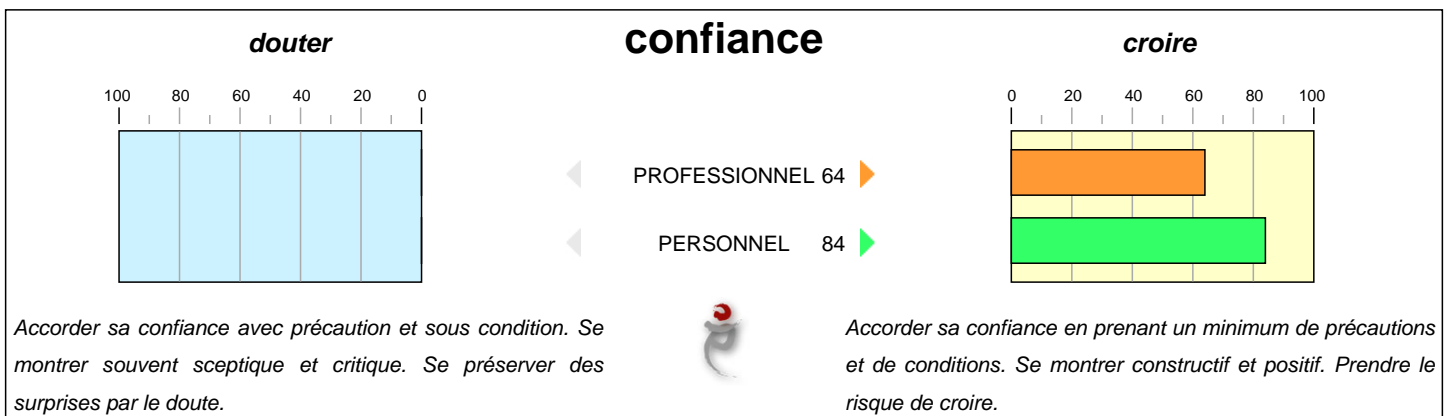 douter
confiance
croire
100 80 60 40 20 0
0 20 40 60 80 100
PROFESSIONNEL 64
PERSONNEL 84
Accorder sa confiance avec précaution et sous condition. Se
montrer souvent sceptique et critique. Se préserver des
surprises par le doute.
Accorder sa confiance en prenant un minimum de précautions
et de conditions. Se montrer constructif et positif. Prendre le
risque de croire.